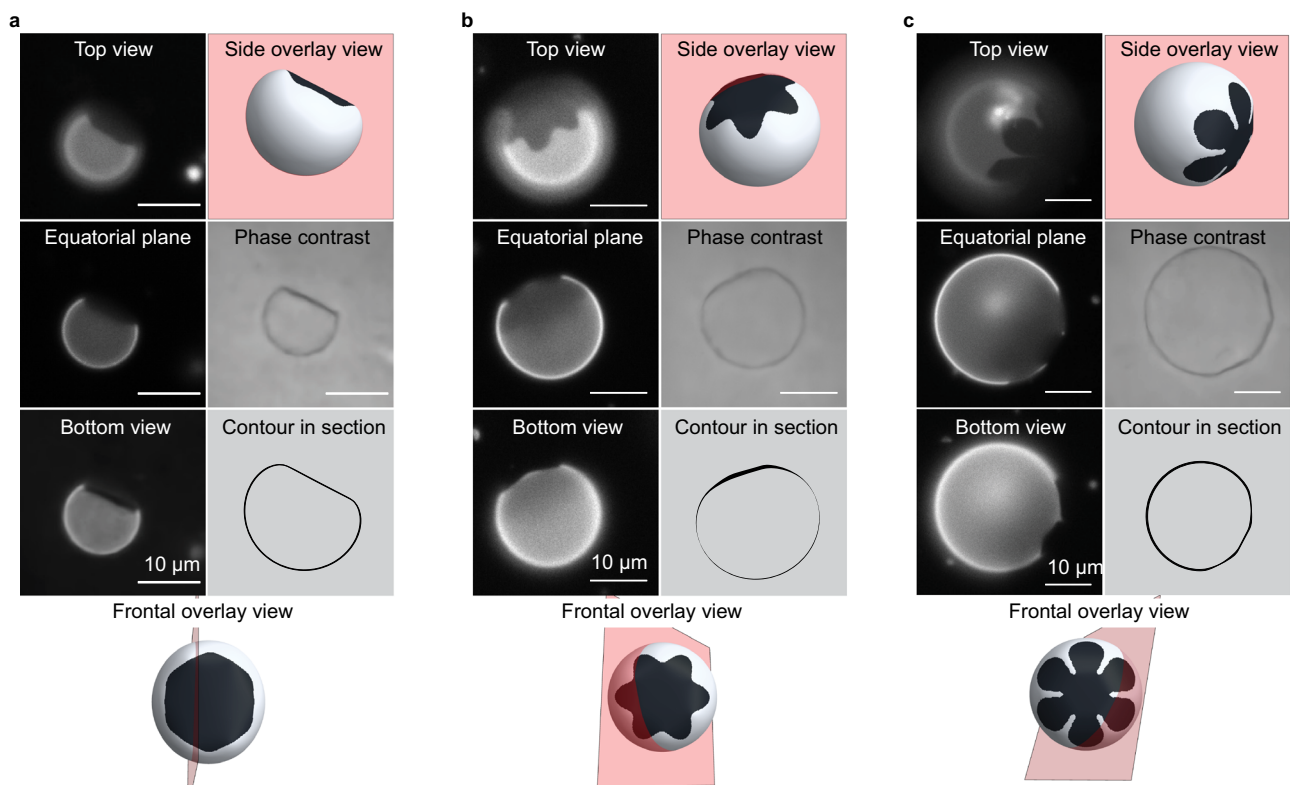 a
Top view
Side overlay view
Equatorial plane
Phase contrast
Bottom view
Contour in section
10 µm
Frontal overlay view
b
Top view
Side overlay view
Equatorial plane
Phase contrast
Bottom view
Contour in section
10 µm
Frontal overlay view
c
Top view
Side overlay view
Equatorial plane
Phase contrast
Bottom view
Contour in section
10 µm
Frontal overlay view